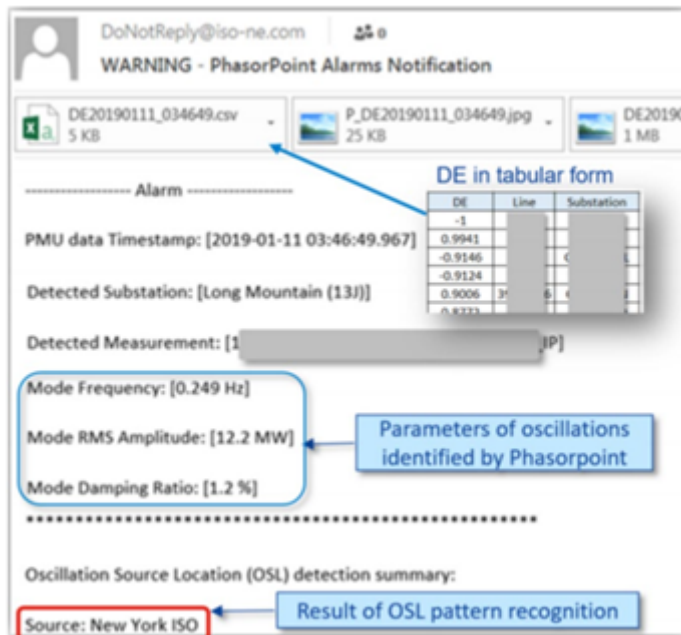 DoNotReply@iso-ne.com 0
WARNING - PhasorPoint Alarms Notification
DE20190111_034649.csv
5 KB
P_DE20190111_034649.jpg
25 KB
DE2019
1 MB
DE in tabular form
------------------ Alarm ------------------
DE Line Substation
-1
0.9941
-0.9146
-0.9124
0.9006
PMU data Timestamp: [2019-01-11 03:46:49.967]
Detected Substation: [Long Mountain (13J)]
Detected Measurement: [1 IP]
Mode Frequency: [0.249 Hz]
Mode RMS Amplitude: [12.2 MW]
Mode Damping Ratio: [1.2 %]
Parameters of oscillations
identified by Phasorpoint
Oscillation Source Location (OSL) detection summary:
Source: New York ISO
Result of OSL pattern recognition